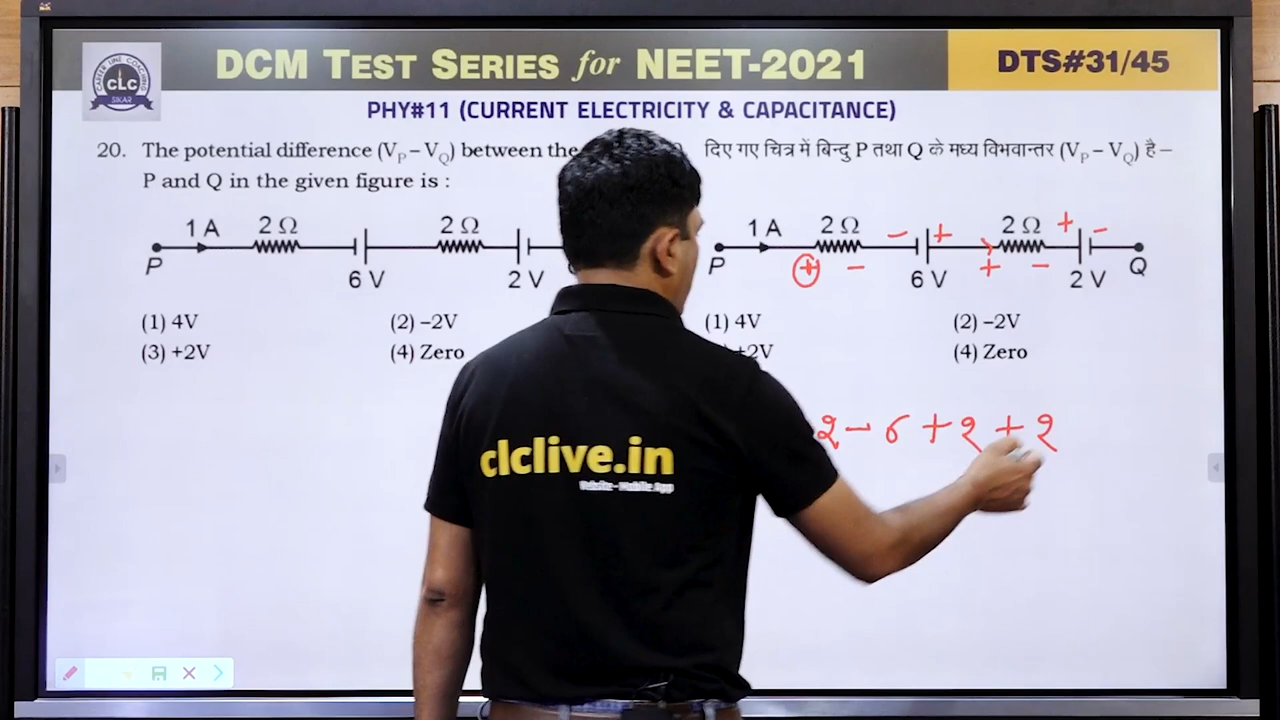 DCM TEST SERIES for NEET-2021
DTS#31/45
CLC
SIKAR
PHY#11 (CURRENT ELECTRICITY & CAPACITANCE)
20. The potential difference (VP – VQ) between the
P and Q in the given figure is :
1 A 2 Ω 2 Ω
P 6 V 2 V
(1) 4V (2) –2V
(3) +2V (4) Zero
दिए गए चित्र में बिन्दु P तथा Q के मध्य विभवान्तर (VP – VQ) है –
1 A 2 Ω – + 2 Ω + –
P + – 6 V + – 2 V Q
(1) 4V (2) –2V
+2V (4) Zero
2 – 6 + 2 + 2
clclive.in